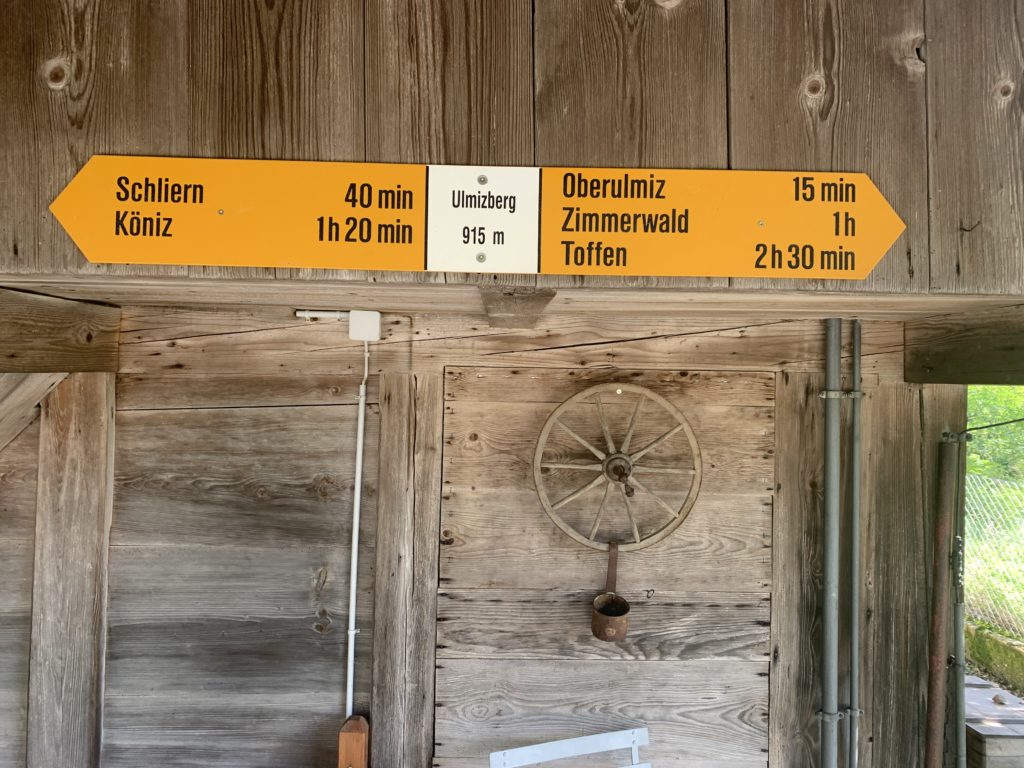 Schliern 40 min
Köniz 1h 20 min
Ulmizberg
915 m
Oberulmiz 15 min
Zimmerwald 1h
Toffen 2h 30 min